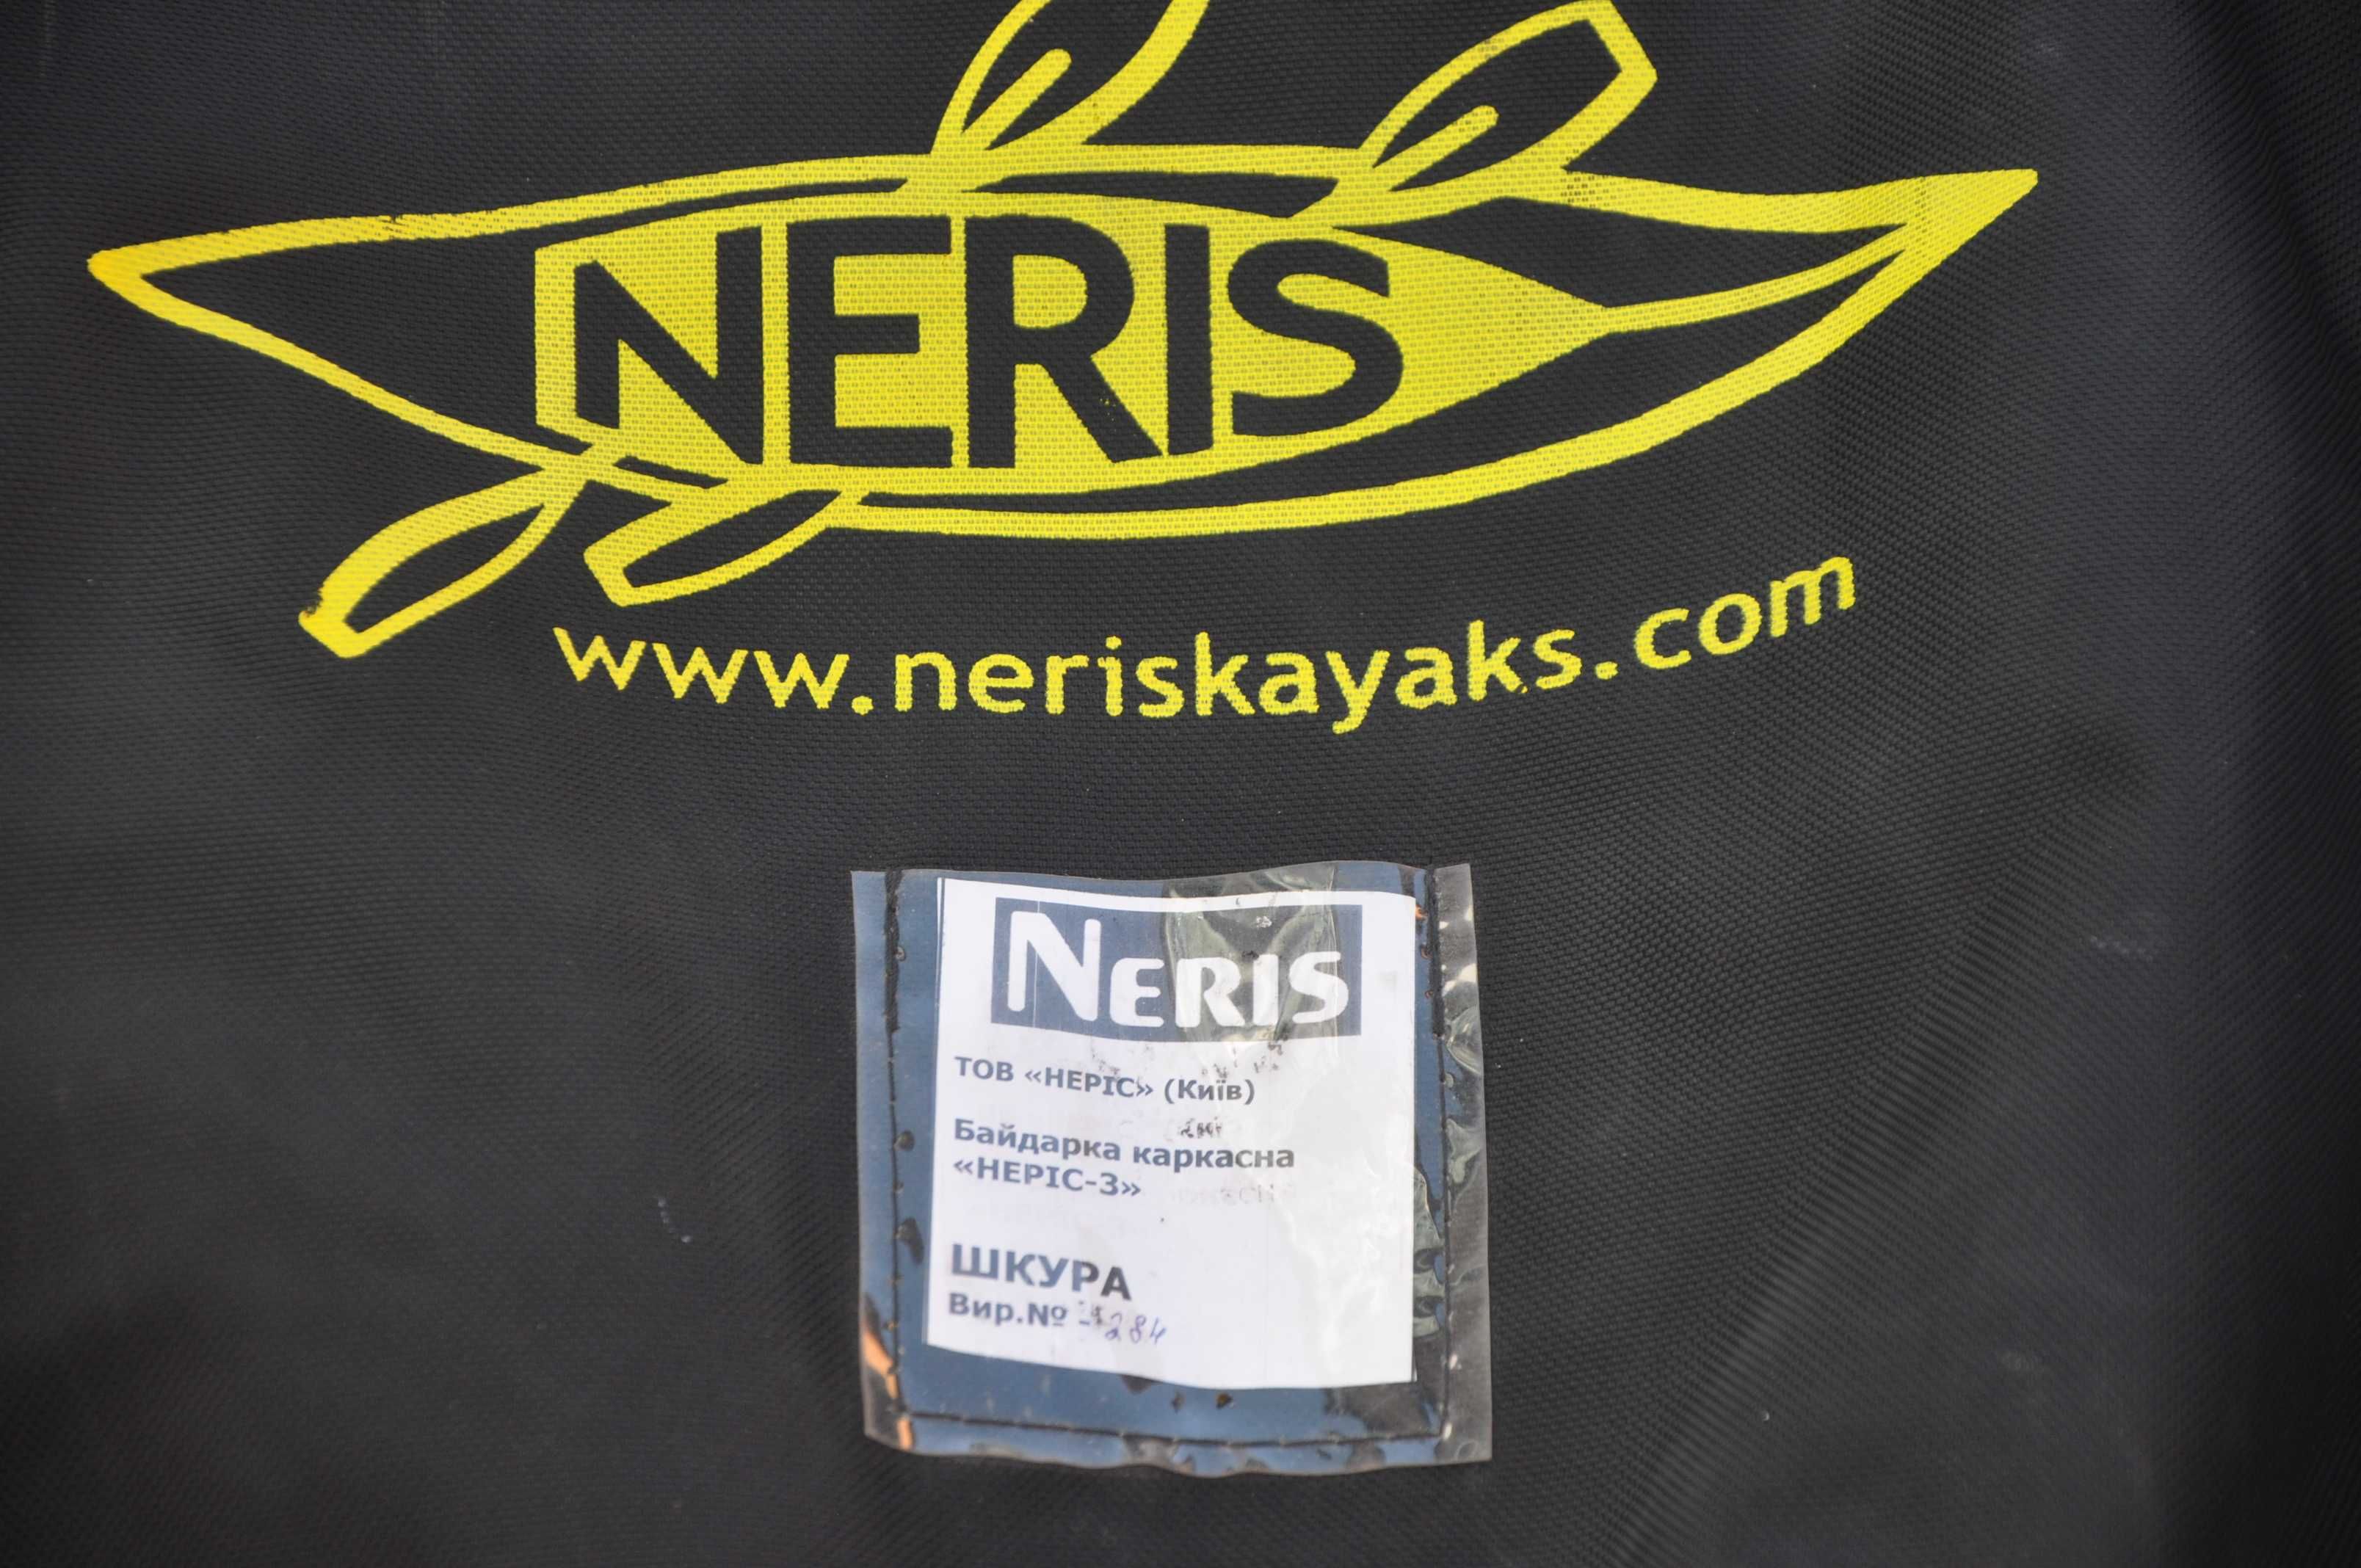 NERIS
www.neriskayaks.com
NERIS
ТОВ «НЕРІС» (Київ)
Байдарка каркасна
«НЕРІС-3»
ШКУРА
Вир.№